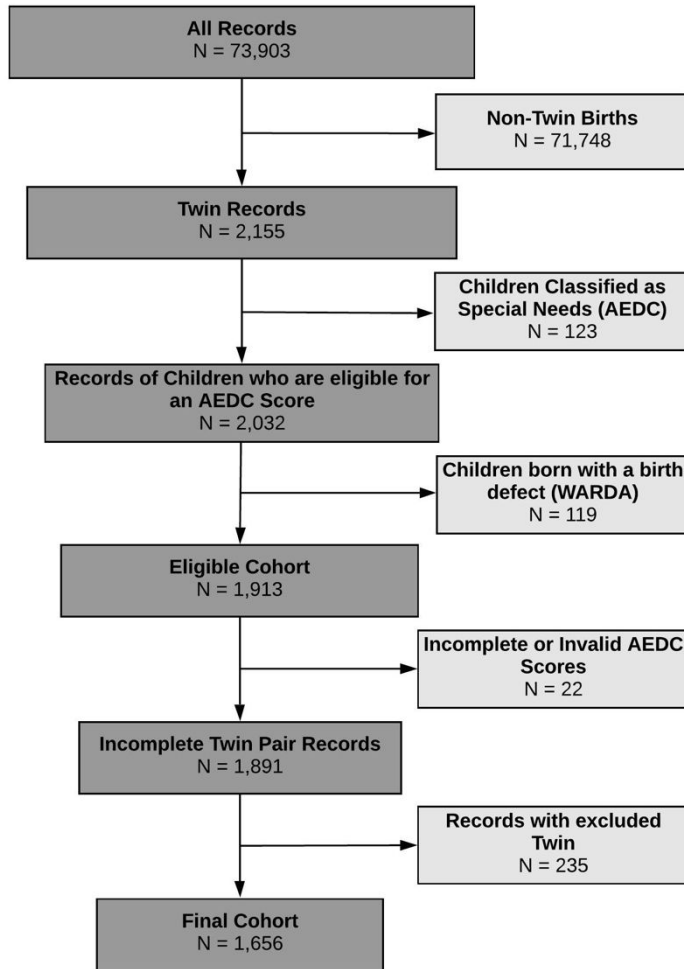 All Records
N = 73,903
Non-Twin Births
N = 71,748
Twin Records
N = 2,155
Children Classified as
Special Needs (AEDC)
N = 123
Records of Children who are eligible for
an AEDC Score
N = 2,032
Children born with a birth
defect (WARDA)
N = 119
Eligible Cohort
N = 1,913
Incomplete or Invalid AEDC
Scores
N = 22
Incomplete Twin Pair Records
N = 1,891
Records with excluded
Twin
N = 235
Final Cohort
N = 1,656